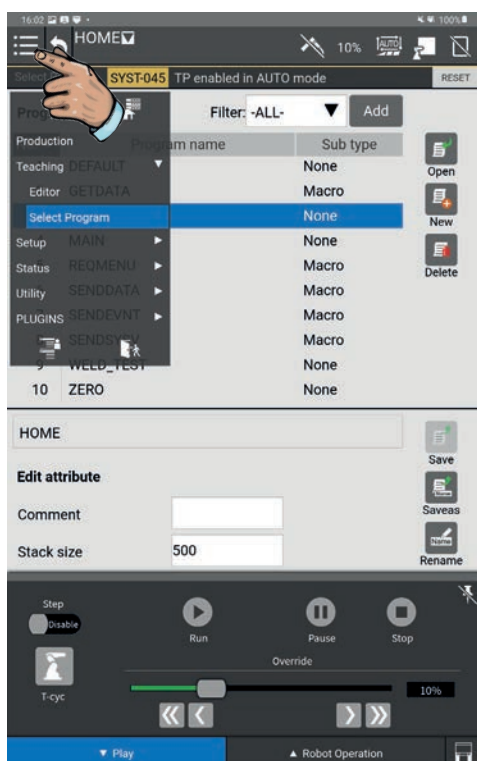 16:02 100%
HOME 10% AUTO
SYST-045 TP enabled in AUTO mode RESET
Filter: -ALL- Add
Production Program name Sub type
Teaching DEFAULT None Open
Editor GETDATA Macro
Select Program None New
Setup MAIN None
Status REQMENU Macro Delete
Utility SENDDATA Macro
PLUGINS SENDEVNT Macro
SENDSYSV Macro
9 WELD_TEST None
10 ZERO None
HOME
Save
Edit attribute
Comment Saveas
Name
Stack size 500 Rename
Step
Disable
Run Pause Stop
Override
T-cyc 10%
Play Robot Operation